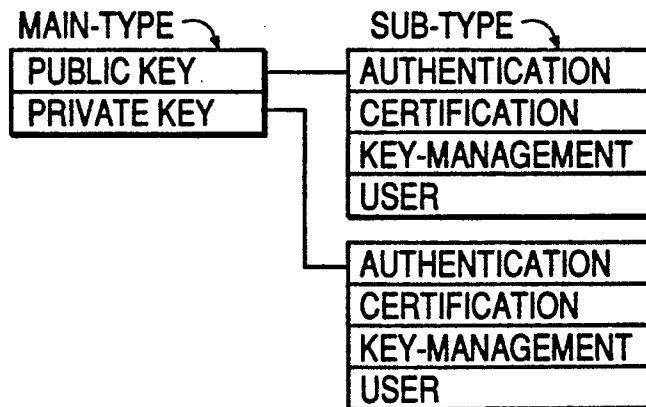 MAIN-TYPE
PUBLIC KEY
PRIVATE KEY
SUB-TYPE
AUTHENTICATION
CERTIFICATION
KEY-MANAGEMENT
USER
AUTHENTICATION
CERTIFICATION
KEY-MANAGEMENT
USER